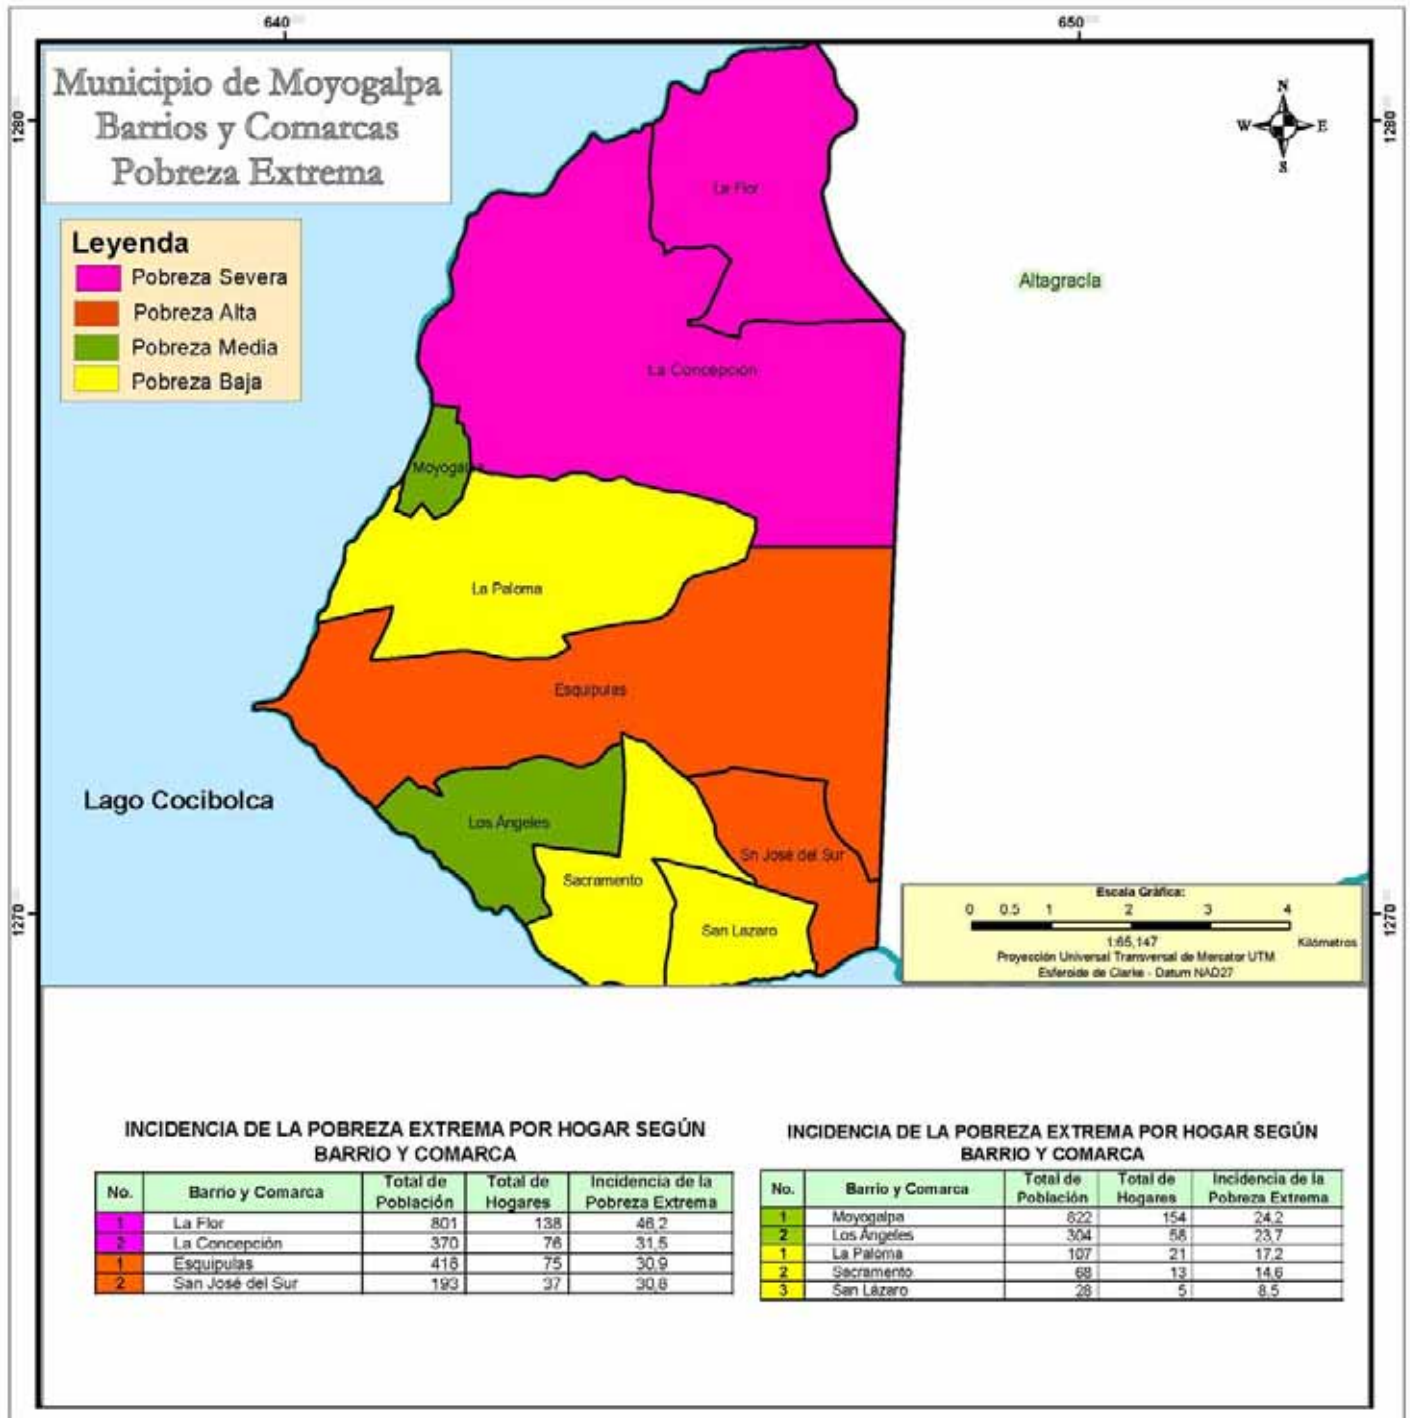 640
650
1280
1280
Municipio de Moyogalpa
Barrios y Comarcas
Pobreza Extrema
N
W E
S
Leyenda
Pobreza Severa
Pobreza Alta
Pobreza Media
Pobreza Baja
La Flor
Altagracia
La Concepción
Moyogalpa
La Paloma
Esquipulas
Lago Cocibolca
Los Angeles
Sn José del Sur
Sacramento
San Lazaro
1270
1270
Escala Gráfica:
0 0.5 1 2 3 4
1:65,147 Kilómetros
Proyección Universal Transversal de Mercator UTM
Esferoide de Clarke - Datum NAD27
INCIDENCIA DE LA POBREZA EXTREMA POR HOGAR SEGÚN
BARRIO Y COMARCA
No. Barrio y Comarca Total de Población Total de Hogares Incidencia de la Pobreza Extrema
1 La Flor 801 138 46,2
2 La Concepción 370 76 31,5
1 Esquipulas 418 75 30,9
2 San José del Sur 193 37 30,8
INCIDENCIA DE LA POBREZA EXTREMA POR HOGAR SEGÚN
BARRIO Y COMARCA
No. Barrio y Comarca Total de Población Total de Hogares Incidencia de la Pobreza Extrema
1 Moyogalpa 822 154 24,2
2 Los Ángeles 304 58 23,7
1 La Paloma 107 21 17,2
2 Sacramento 68 13 14,6
3 San Lázaro 28 5 8,5